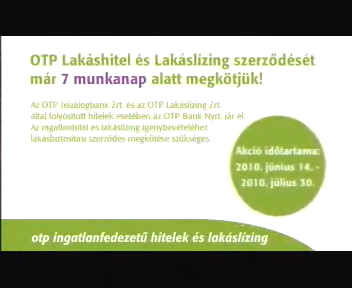 OTP Lakáshitel és Lakáslízing szerződését
már 7 munkanap alatt megkötjük!
Az OTP Jelzálogbank Zrt. és az OTP Lakáslízing Zrt.
által folyósított hitelek esetében az OTP Bank Nyrt. jár el.
Az ingatlanhitel és lakáslízing igénybevételéhez
lakásbiztosítási szerződés megkötése szükséges.
Akció időtartama:
2010. június 14. -
2010. július 30.
otp ingatlanfedezetű hitelek és lakáslízing